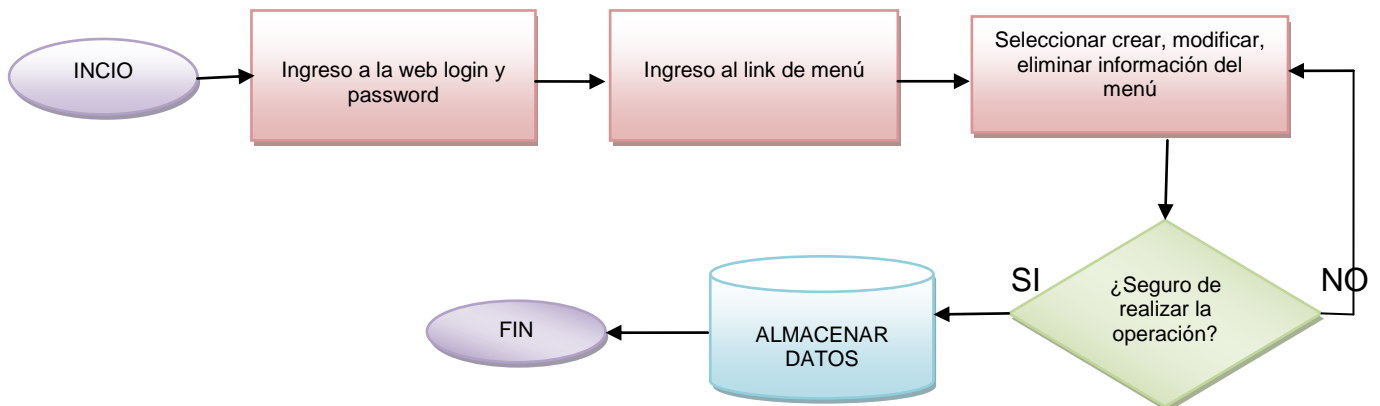 INCIO
Ingreso a la web login y
password
Ingreso al link de menú
Seleccionar crear, modificar,
eliminar información del
menú
¿Seguro de
realizar la
operación?
SI
NO
ALMACENAR
DATOS
FIN